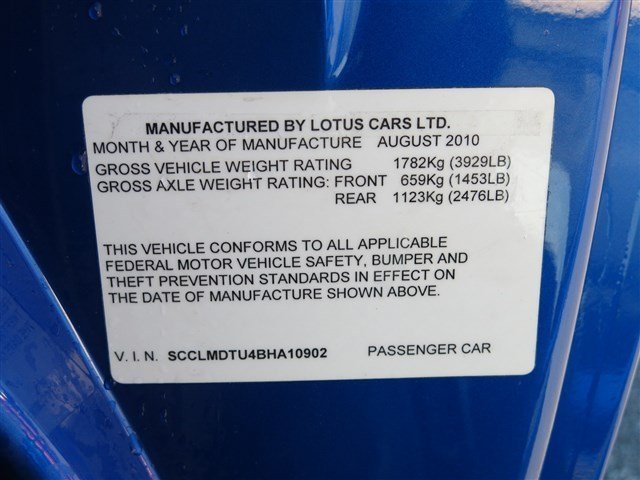 MANUFACTURED BY LOTUS CARS LTD.
MONTH & YEAR OF MANUFACTURE AUGUST 2010
GROSS VEHICLE WEIGHT RATING 1782Kg (3929LB)
GROSS AXLE WEIGHT RATING: FRONT 659Kg (1453LB)
REAR 1123Kg (2476LB)
THIS VEHICLE CONFORMS TO ALL APPLICABLE
FEDERAL MOTOR VEHICLE SAFETY, BUMPER AND
THEFT PREVENTION STANDARDS IN EFFECT ON
THE DATE OF MANUFACTURE SHOWN ABOVE.
V. I. N. SCCLMDTU4BHA10902 PASSENGER CAR